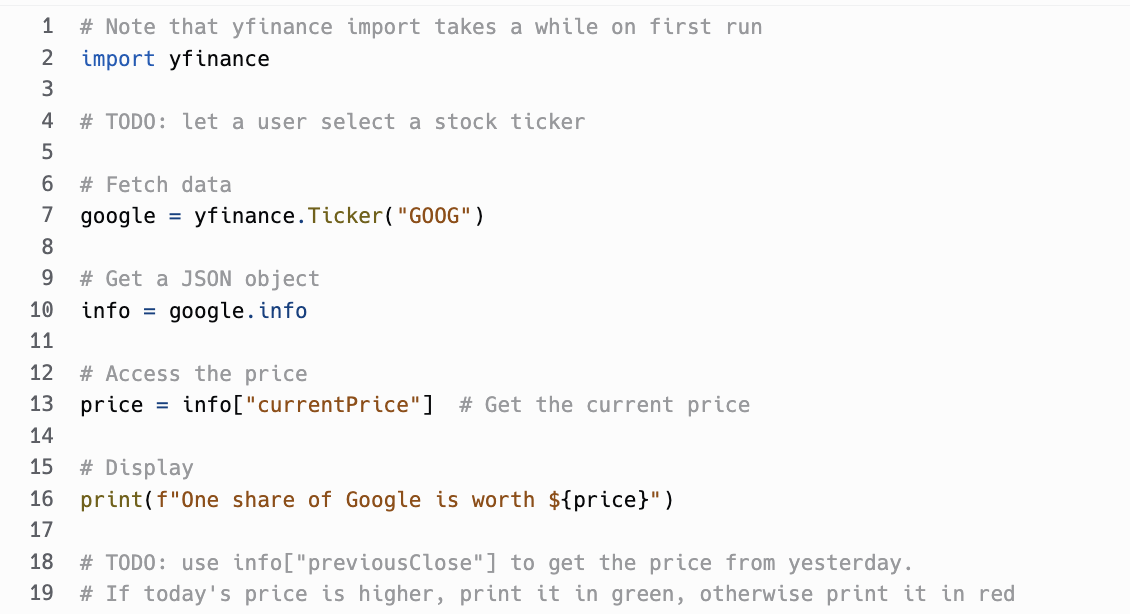 1 # Note that yfinance import takes a while on first run
2 import yfinance
3
4 # TODO: let a user select a stock ticker
5
6 # Fetch data
7 google = yfinance.Ticker("GOOG")
8
9 # Get a JSON object
10 info = google.info
11
12 # Access the price
13 price = info["currentPrice"]  # Get the current price
14
15 # Display
16 print(f"One share of Google is worth ${price}")
17
18 # TODO: use info["previousClose"] to get the price from yesterday.
19 # If today's price is higher, print it in green, otherwise print it in red